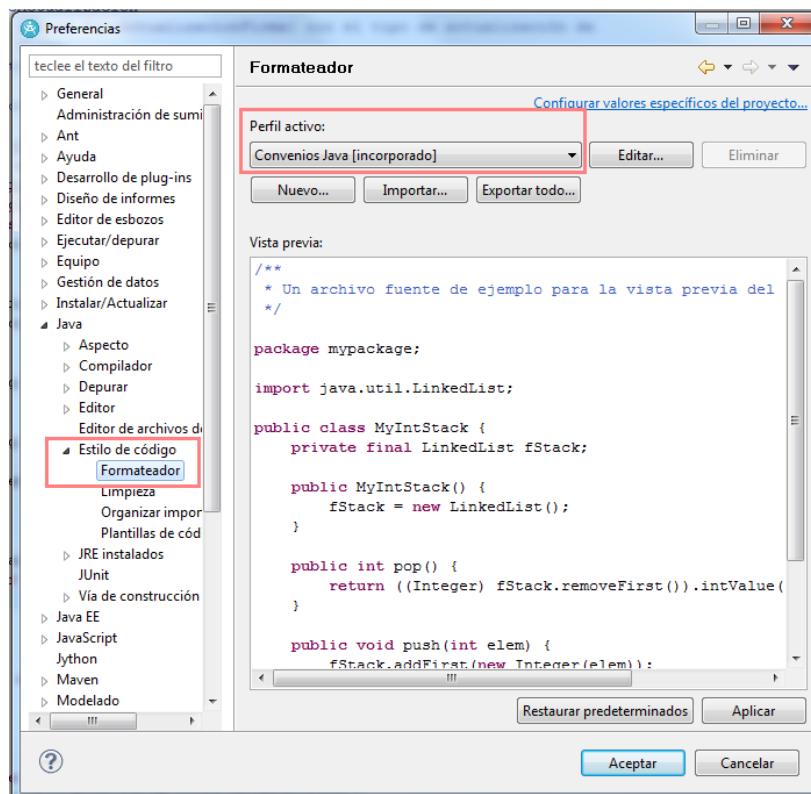 Preferencias
teclee el texto del filtro
General
Administración de sumi
Ant
Ayuda
Desarrollo de plug-ins
Diseño de informes
Editor de esbozos
Ejecutar/depurar
Equipo
Gestión de datos
Instalar/Actualizar
Java
Aspecto
Compilador
Depurar
Editor
Editor de archivos d
Estilo de código
Formateador
Limpieza
Organizar impor
Plantillas de cód
JRE instalados
JUnit
Vía de construcción
Java EE
JavaScript
Jython
Maven
Modelado
Formateador
Configurar valores específicos del proyecto...
Perfil activo:
Convenios Java [incorporado]
Editar...
Eliminar
Nuevo...
Importar...
Exportar todo...
Vista previa:
/**
 * Un archivo fuente de ejemplo para la vista previa del
 */
package mypackage;
import java.util.LinkedList;
public class MyIntStack {
private final LinkedList fStack;
public MyIntStack() {
fStack = new LinkedList();
}
public int pop() {
return ((Integer) fStack.removeFirst()).intValue(
}
public void push(int elem) {
fStack.addFirst(new Integer(elem));
Restaurar predeterminados
Aplicar
Aceptar
Cancelar